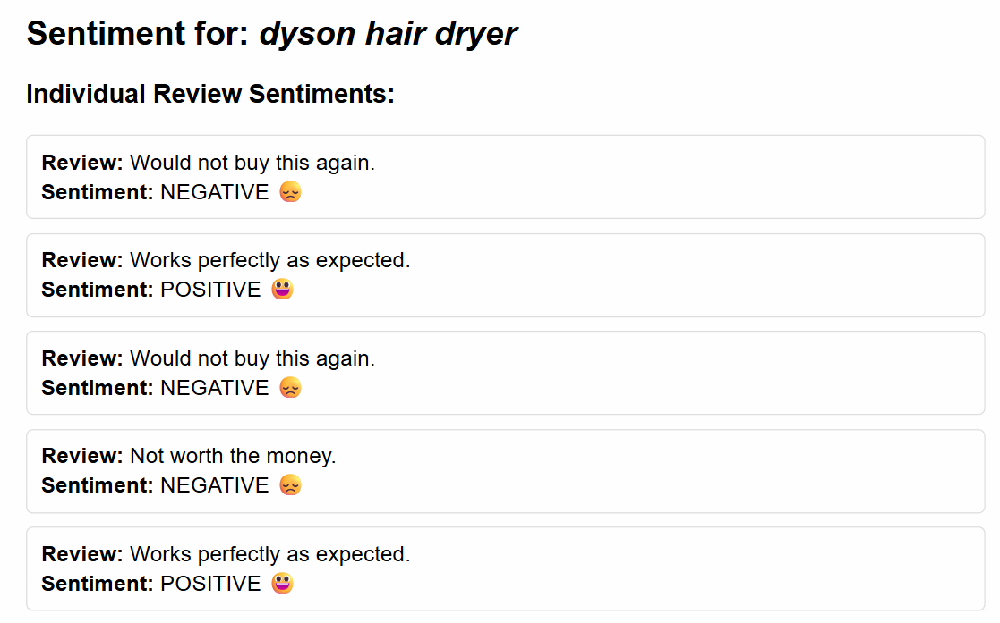 Sentiment for: dyson hair dryer
Individual Review Sentiments:
Review: Would not buy this again.
Sentiment: NEGATIVE 😞
Review: Works perfectly as expected.
Sentiment: POSITIVE 😀
Review: Would not buy this again.
Sentiment: NEGATIVE 😞
Review: Not worth the money.
Sentiment: NEGATIVE 😞
Review: Works perfectly as expected.
Sentiment: POSITIVE 😀